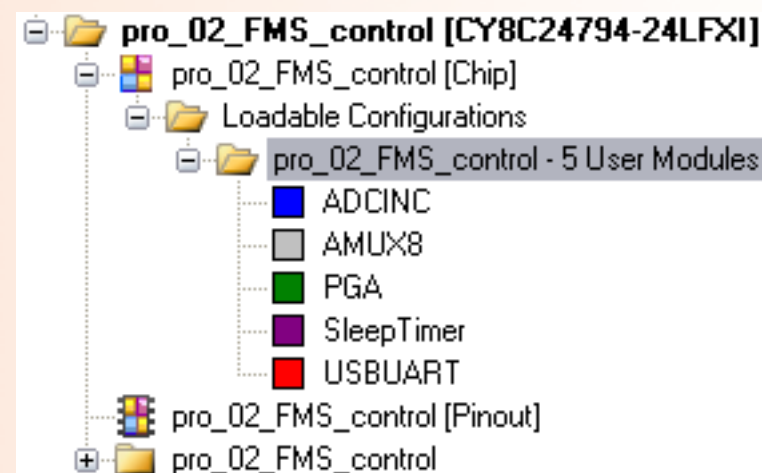 pro_02_FMS_control [CY8C24794-24LFXI]
pro_02_FMS_control [Chip]
Loadable Configurations
pro_02_FMS_control - 5 User Modules
ADCINC
AMUX8
PGA
SleepTimer
USBUART
pro_02_FMS_control [Pinout]
pro_02_FMS_control